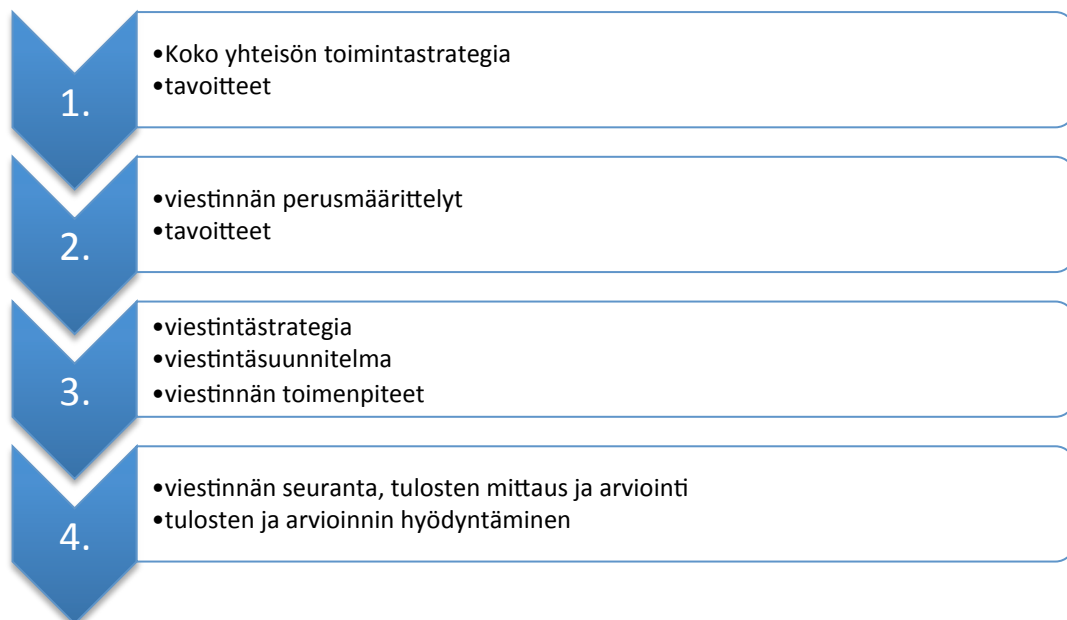 1.
•Koko yhteisön toimintastrategia
•tavoitteet
2.
•viestinnän perusmäärittelyt
•tavoitteet
3.
•viestintästrategia
•viestintäsuunnitelma
•viestinnän toimenpiteet
4.
•viestinnän seuranta, tulosten mittaus ja arviointi
•tulosten ja arvioinnin hyödyntäminen